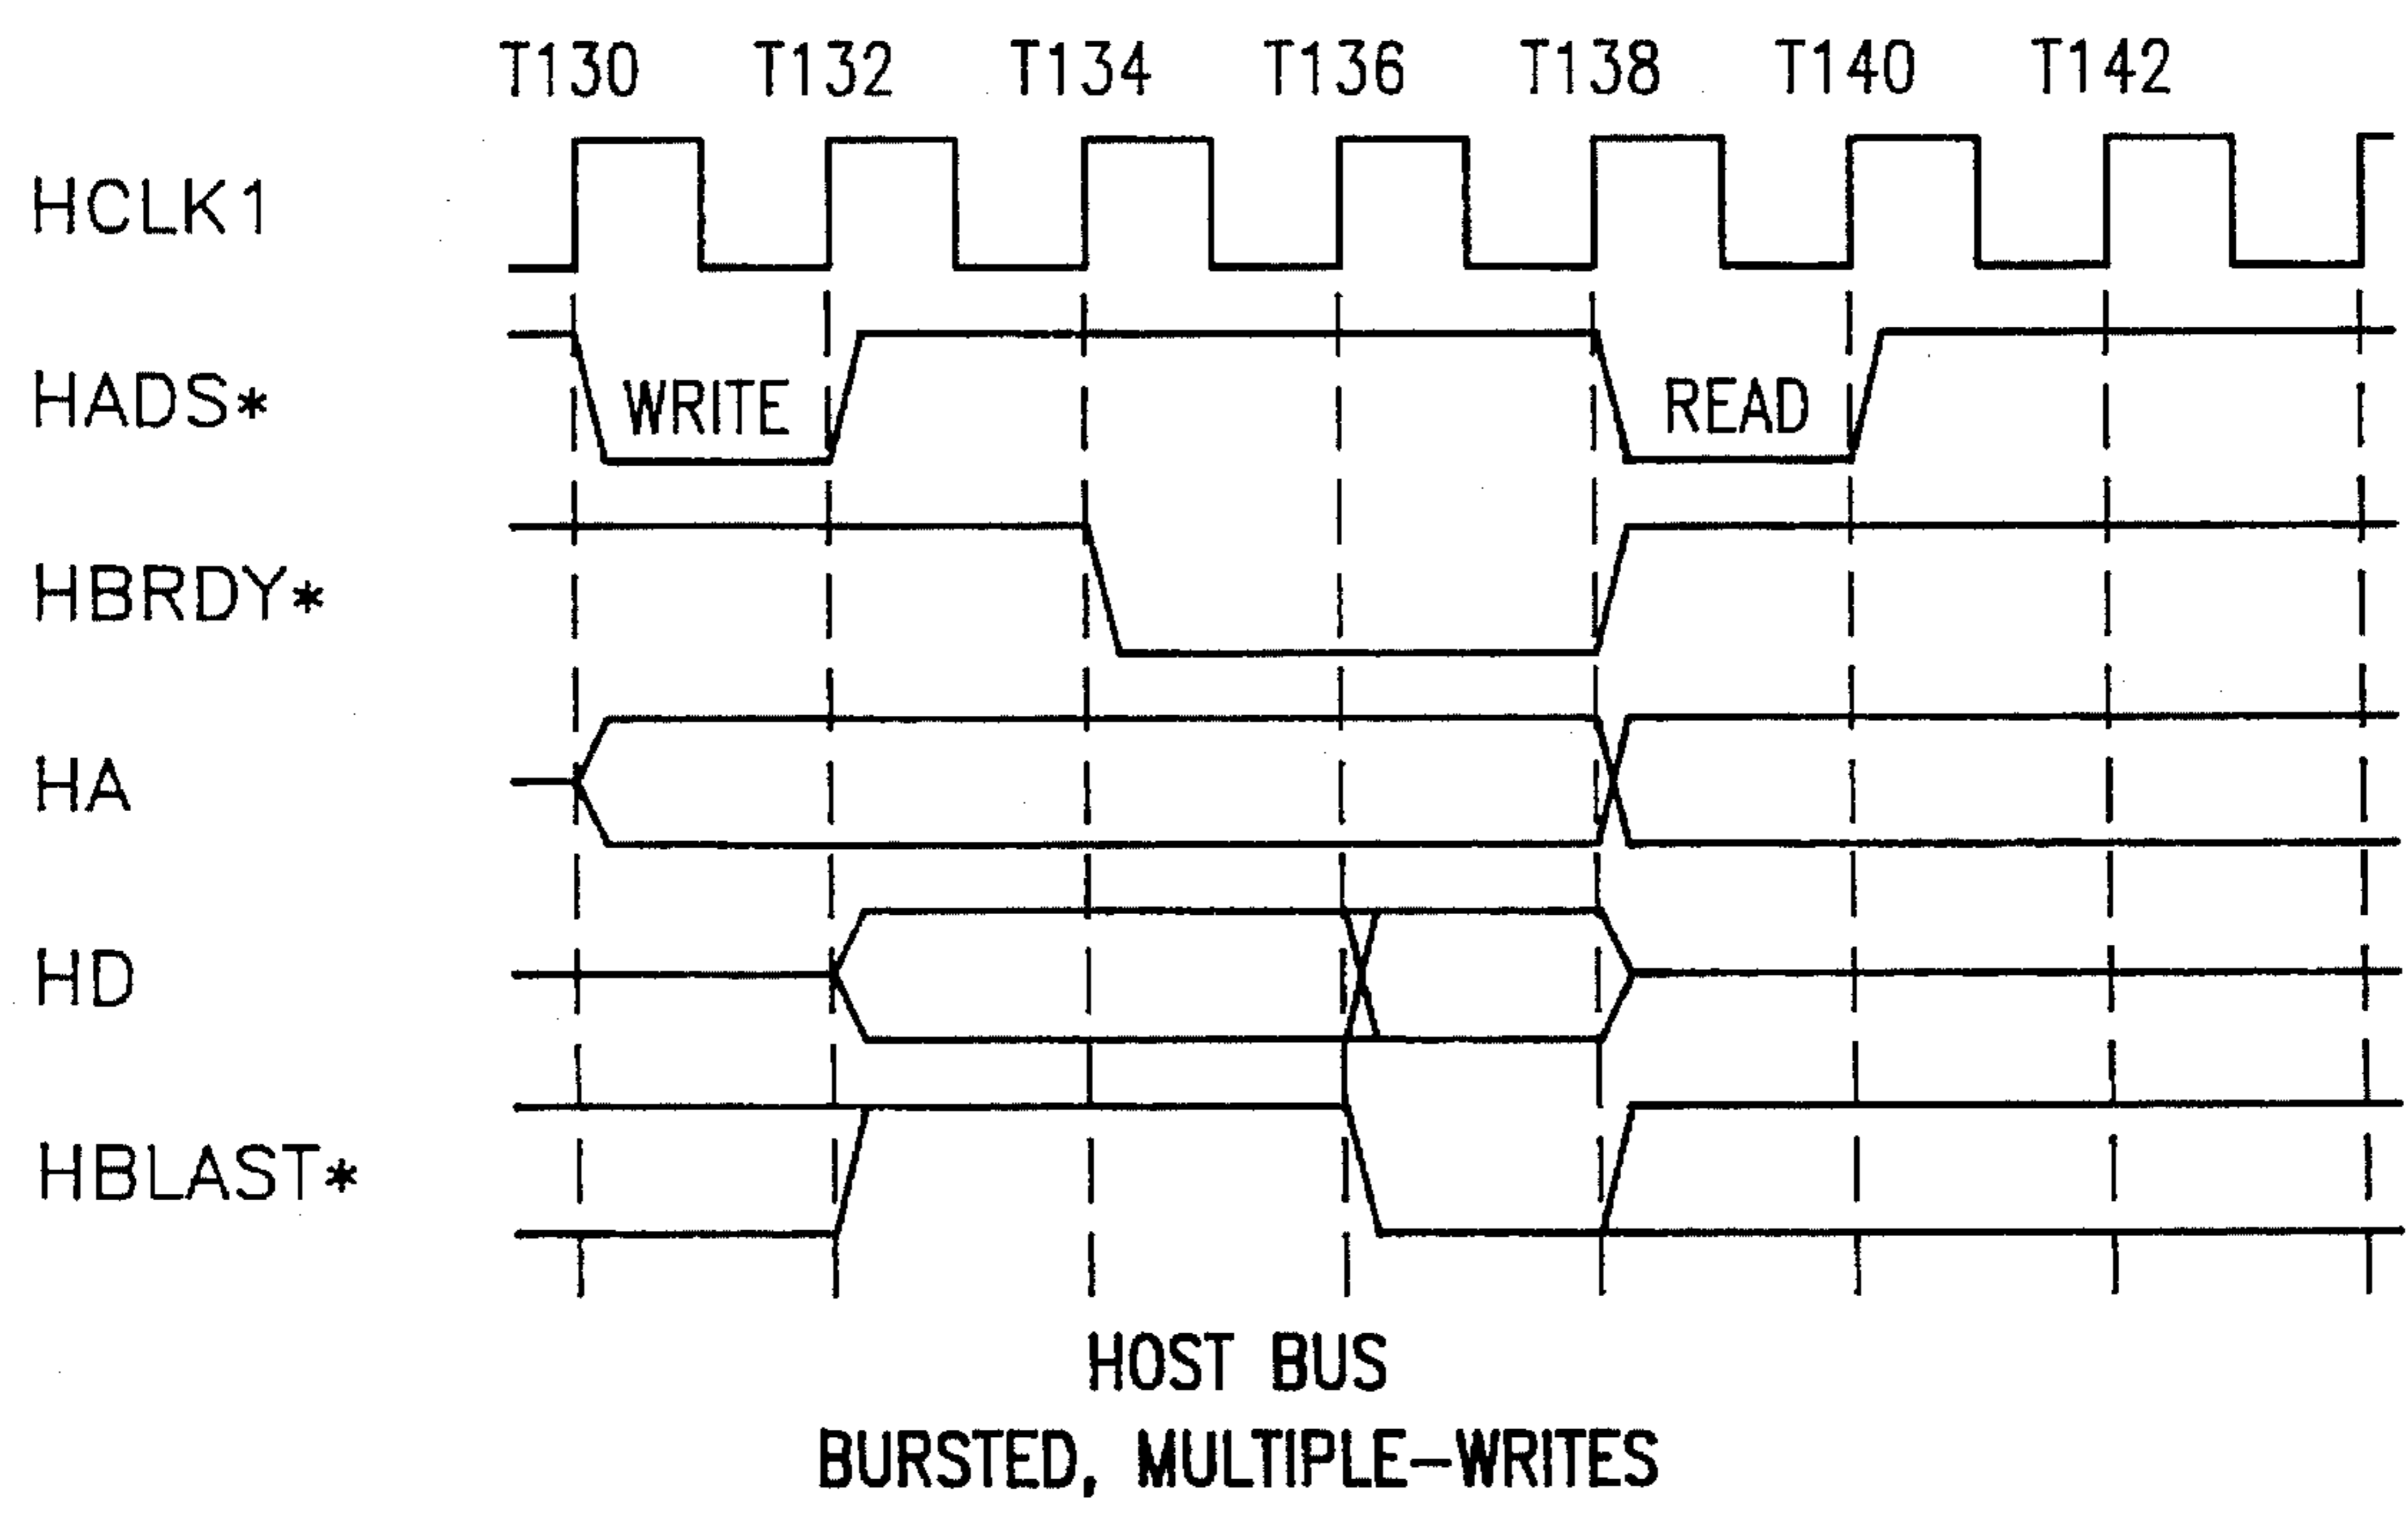 T130 T132 T134 T136 T138 T140 T142
HCLK1
HADS* WRITE READ
HBRDY*
HA
HD
HBLAST*
HOST BUS
BURSTED, MULTIPLE-WRITES